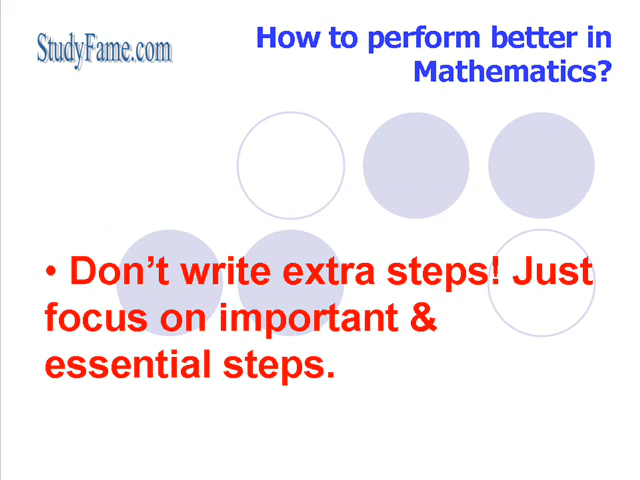 StudyFame.com
How to perform better in
Mathematics?
• Don't write extra steps! Just
focus on important &
essential steps.